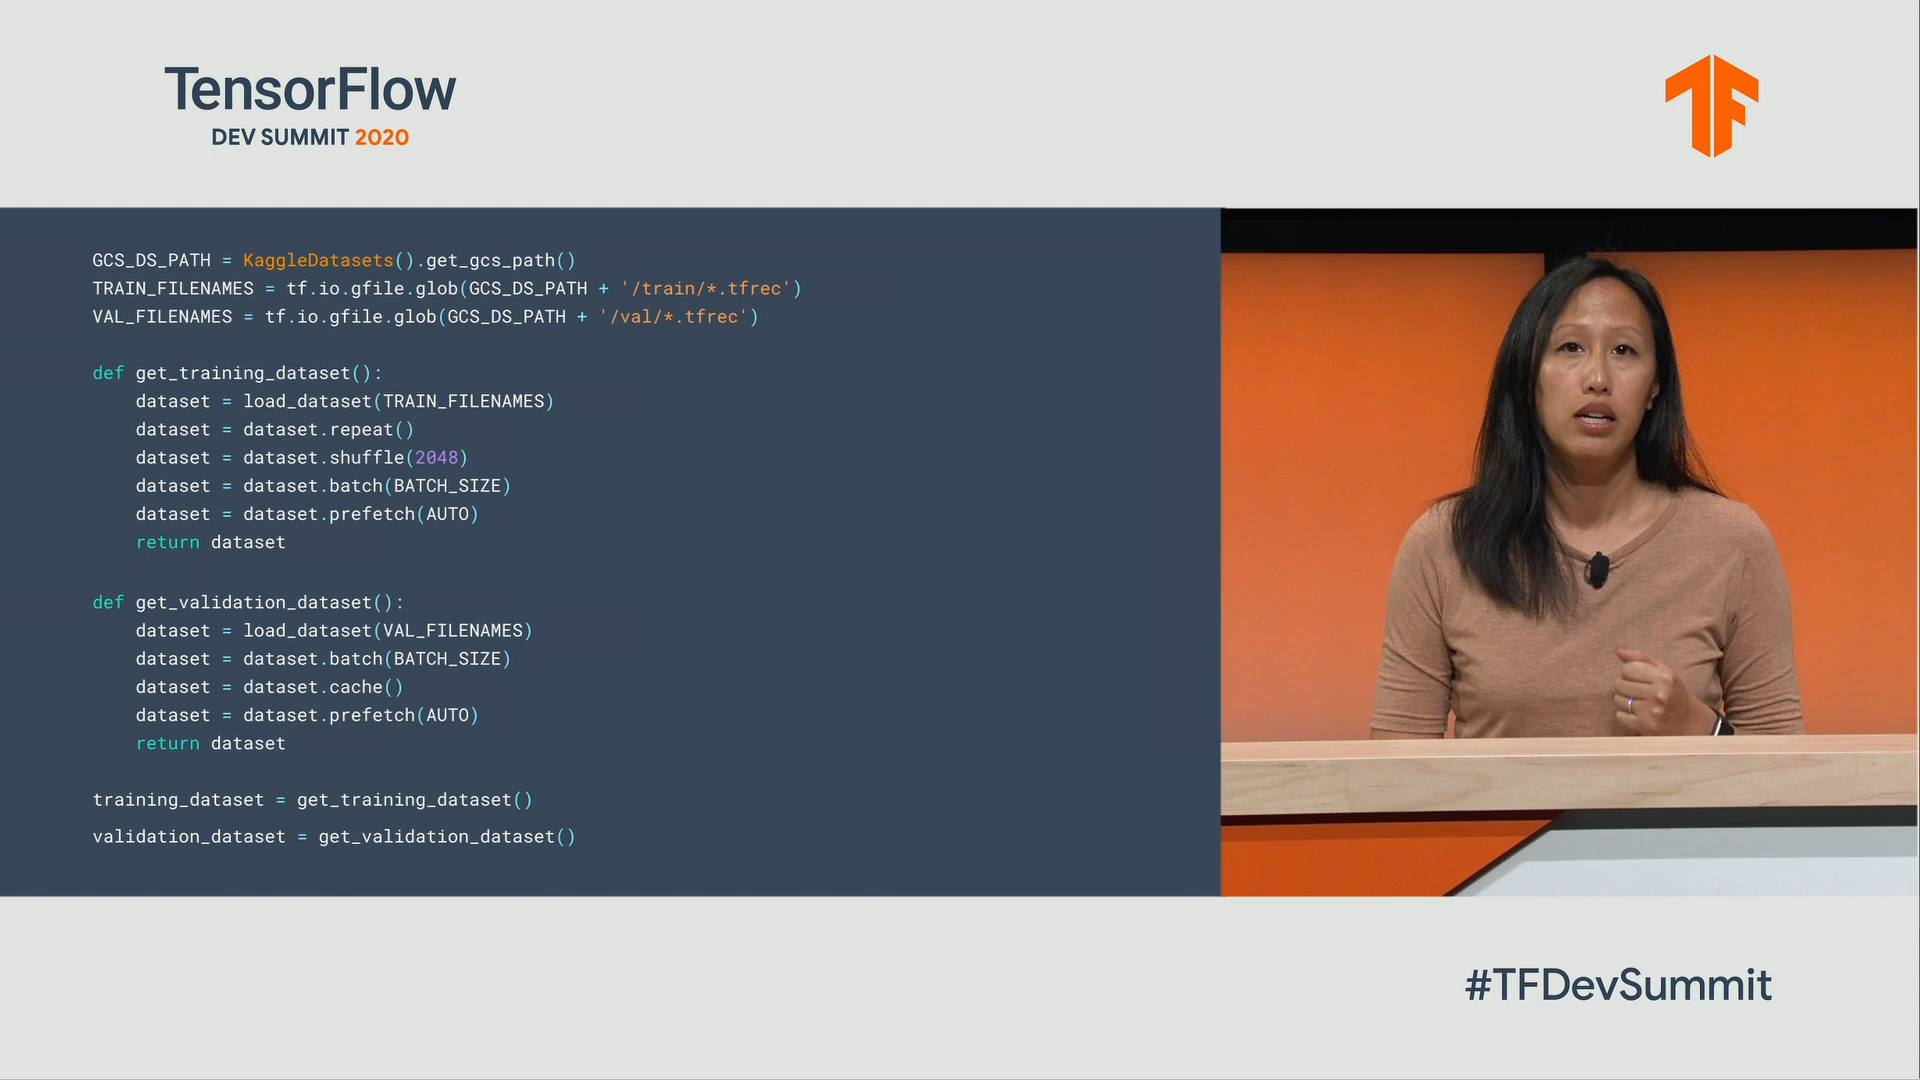 TensorFlow
DEV SUMMIT 2020
GCS_DS_PATH = KaggleDatasets().get_gcs_path()
TRAIN_FILENAMES = tf.io.gfile.glob(GCS_DS_PATH + '/train/*.tfrec')
VAL_FILENAMES = tf.io.gfile.glob(GCS_DS_PATH + '/val/*.tfrec')
def get_training_dataset():
    dataset = load_dataset(TRAIN_FILENAMES)
    dataset = dataset.repeat()
    dataset = dataset.shuffle(2048)
    dataset = dataset.batch(BATCH_SIZE)
    dataset = dataset.prefetch(AUTO)
    return dataset
def get_validation_dataset():
    dataset = load_dataset(VAL_FILENAMES)
    dataset = dataset.batch(BATCH_SIZE)
    dataset = dataset.cache()
    dataset = dataset.prefetch(AUTO)
    return dataset
training_dataset = get_training_dataset()
validation_dataset = get_validation_dataset()
#TFDevSummit